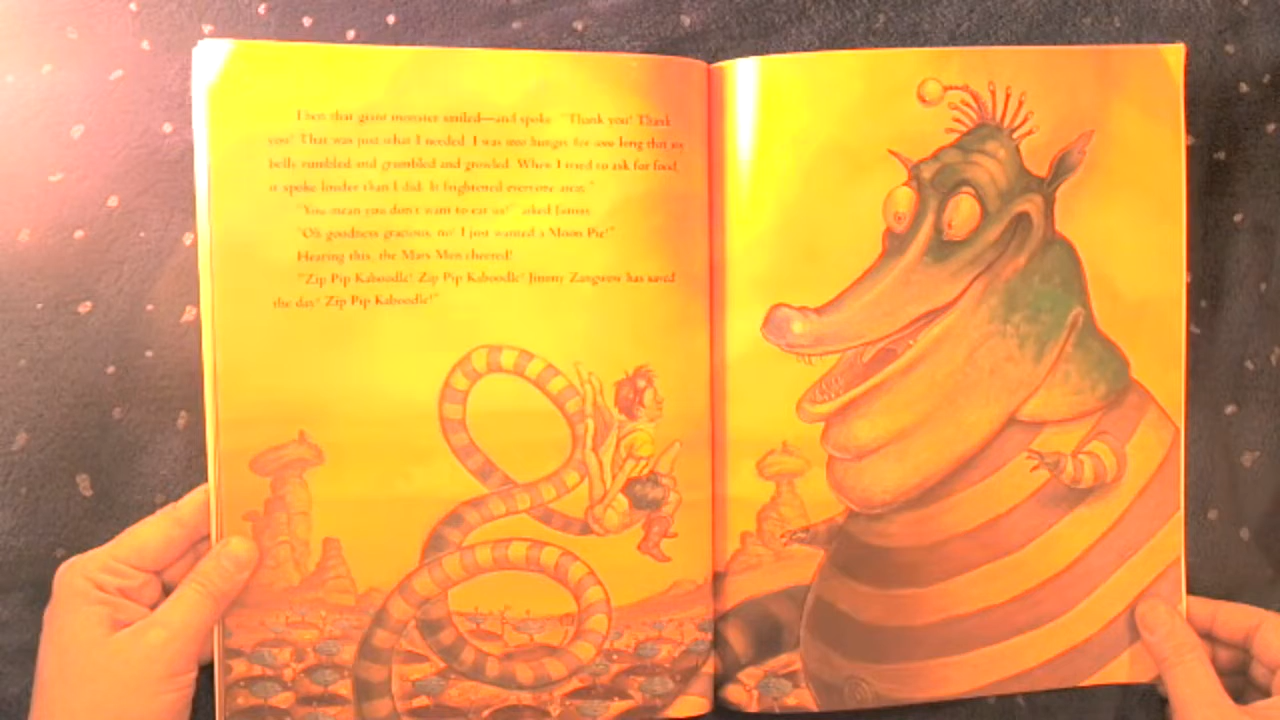 Then that giant monster smiled—and spoke. "Thank you! Thank
you! That was just what I needed. I was sooo hungry for sooo long that my
belly rumbled and grumbled and growled. When I tried to ask for food,
it spoke louder than I did. It frightened everyone away."
"You mean you don't want to eat us?" asked Jimmy.
"Oh goodness gracious, no! I just wanted a Moon Pie!"
Hearing this, the Mars Men cheered!
"Zip Pip Kaboodle! Zip Pip Kaboodle! Jimmy Zangwow has saved
the day! Zip Pip Kaboodle!"